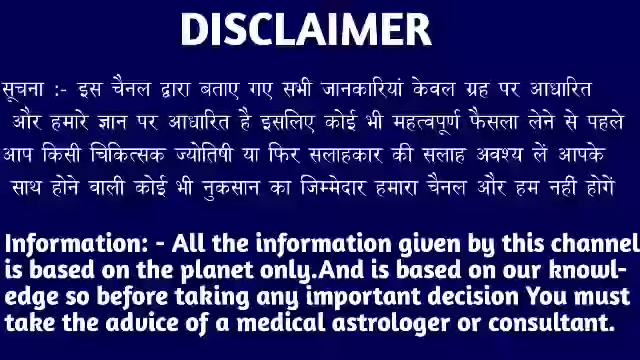 DISCLAIMER
सूचना :- इस चैनल द्वारा बताए गए सभी जानकारियां केवल ग्रह पर आधारित
और हमारे ज्ञान पर आधारित है इसलिए कोई भी महत्वपूर्ण फैसला लेने से पहले
आप किसी चिकित्सक ज्योतिषी या फिर सलाहकार की सलाह अवश्य लें आपके
साथ होने वाली कोई भी नुकसान का जिम्मेदार हमारा चैनल और हम नहीं होगें
Information: - All the information given by this channel
is based on the planet only.And is based on our knowl-
edge so before taking any important decision You must
take the advice of a medical astrologer or consultant.